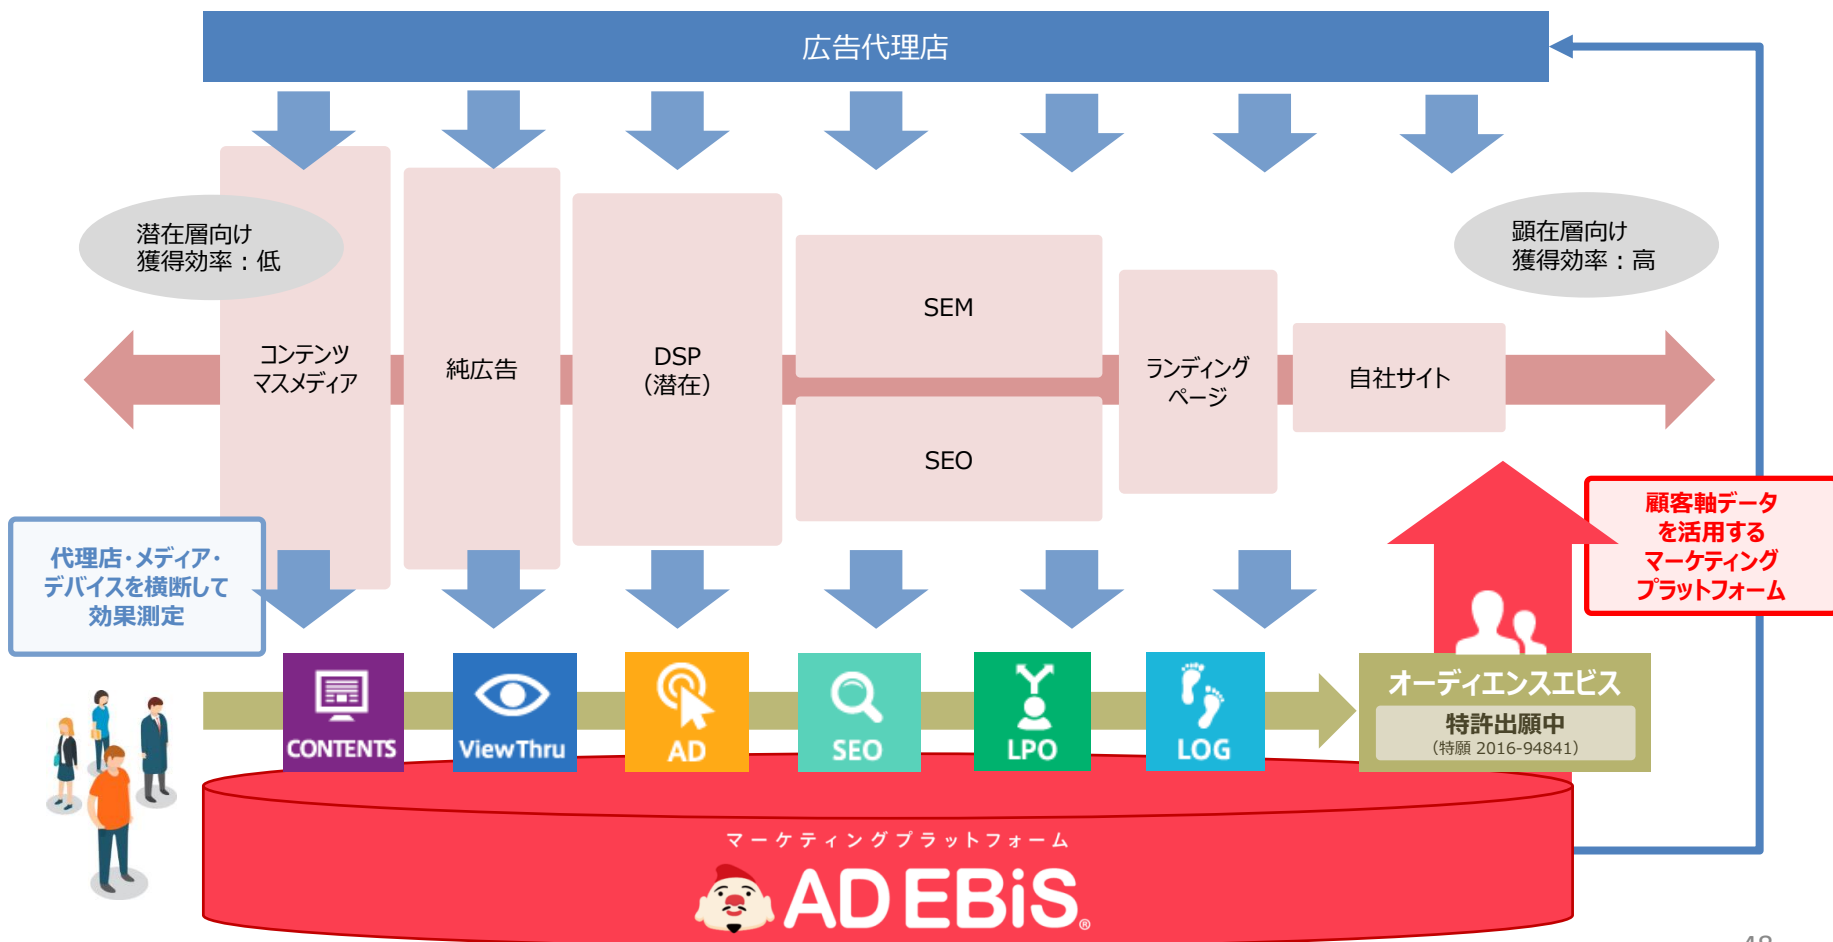 広告代理店
潜在層向け
獲得効率：低
顕在層向け
獲得効率：高
コンテンツ
マスメディア
純広告
DSP
（潜在）
SEM
SEO
ランディング
ページ
自社サイト
代理店・メディア・
デバイスを横断して
効果測定
顧客軸データ
を活用する
マーケティング
プラットフォーム
CONTENTS
ViewThru
AD
SEO
LPO
LOG
オーディエンスエビス
特許出願中
（特願 2016-94841）
マーケティングプラットフォーム
AD EBiS®